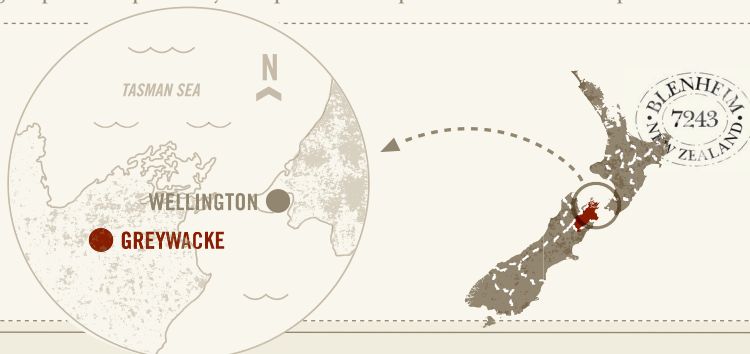 N
TASMAN SEA
WELLINGTON
GREYWACKE
BLENHEIM
7243
NEW ZEALAND